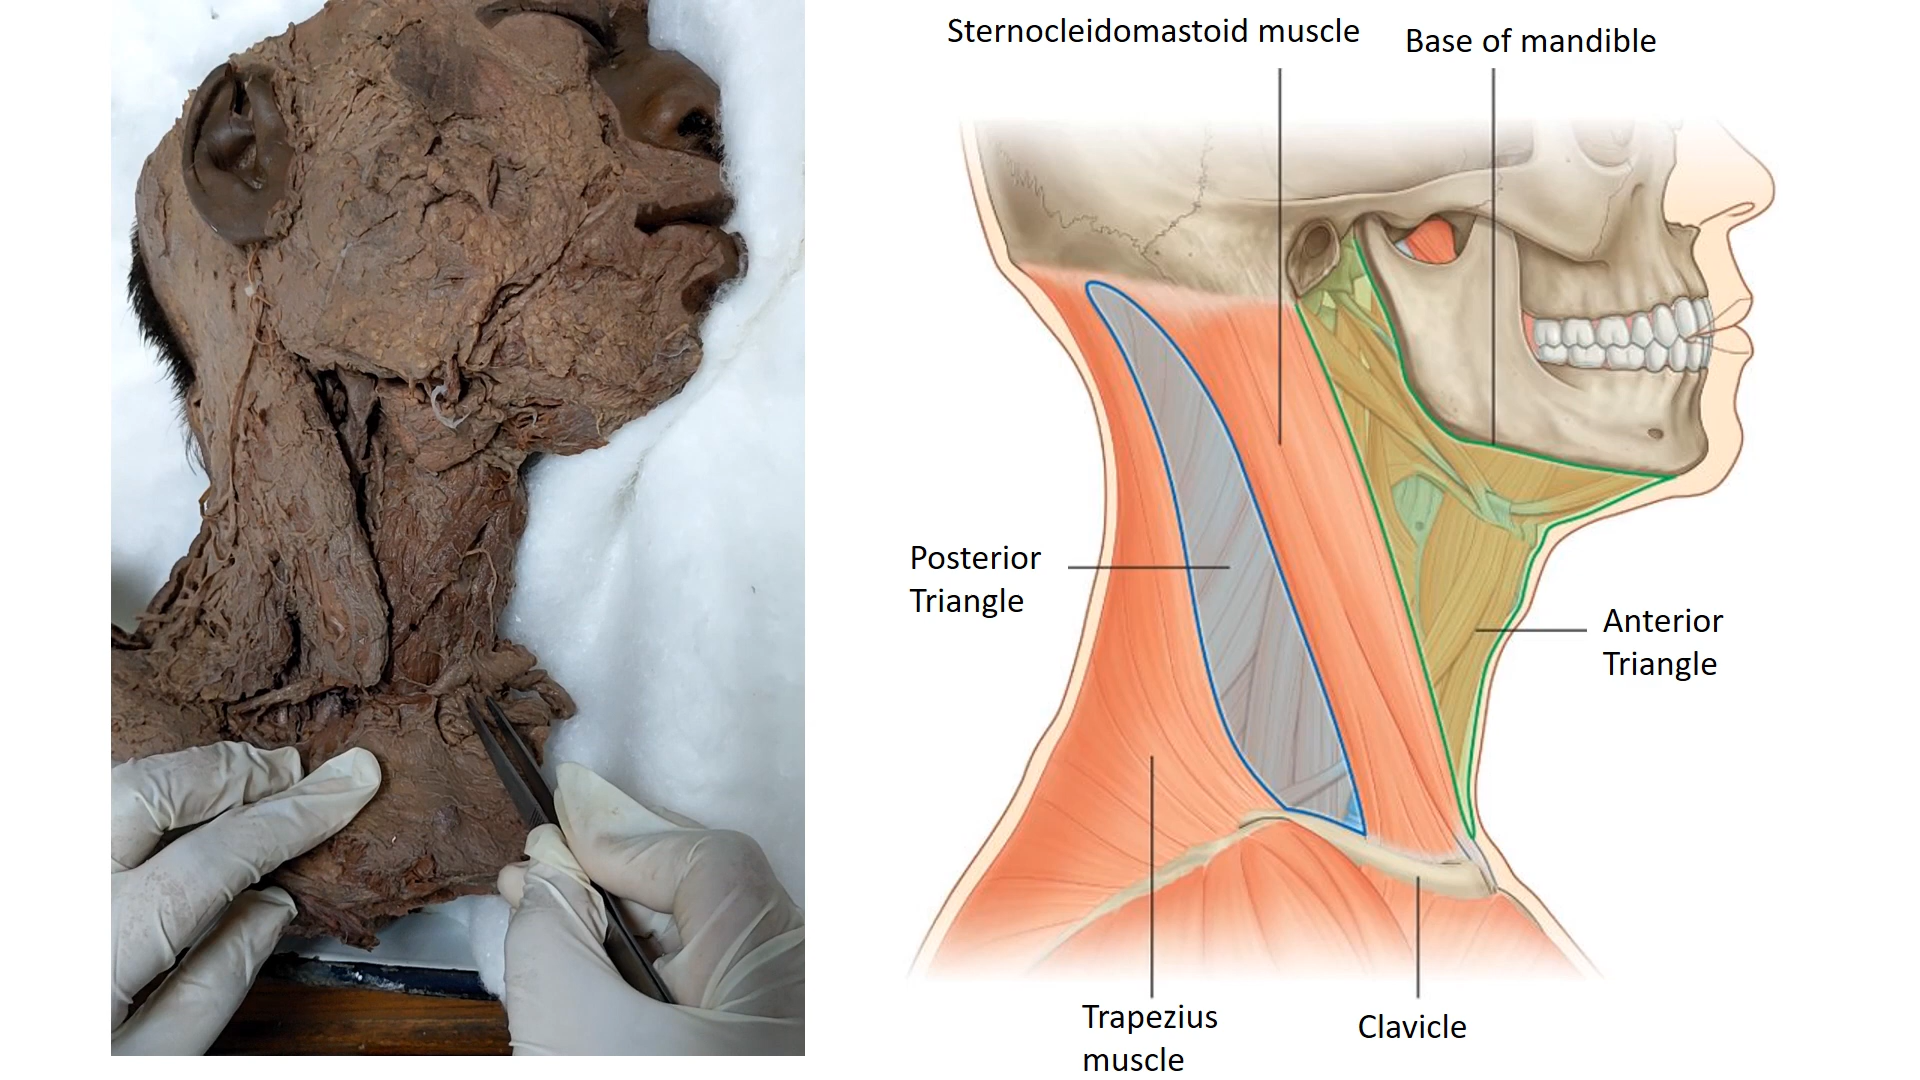 Sternocleidomastoid muscle
Base of mandible
Posterior
Triangle
Anterior
Triangle
Trapezius
muscle
Clavicle